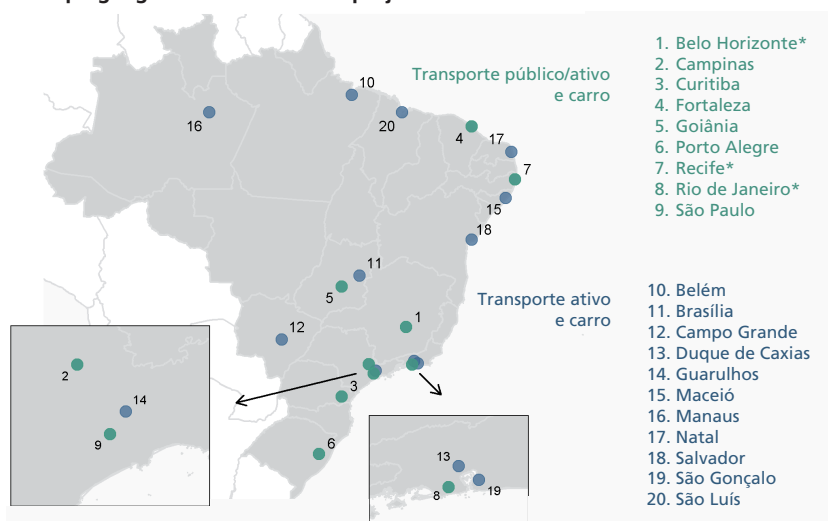 Transporte público/ativo
e carro
1. Belo Horizonte*
2. Campinas
3. Curitiba
4. Fortaleza
5. Goiânia
6. Porto Alegre
7. Recife*
8. Rio de Janeiro*
9. São Paulo
Transporte ativo
e carro
10. Belém
11. Brasília
12. Campo Grande
13. Duque de Caxias
14. Guarulhos
15. Maceió
16. Manaus
17. Natal
18. Salvador
19. São Gonçalo
20. São Luís
10
16
20
4
17
7
15
18
11
5
12
1
3
6
2
14
9
13
8
19